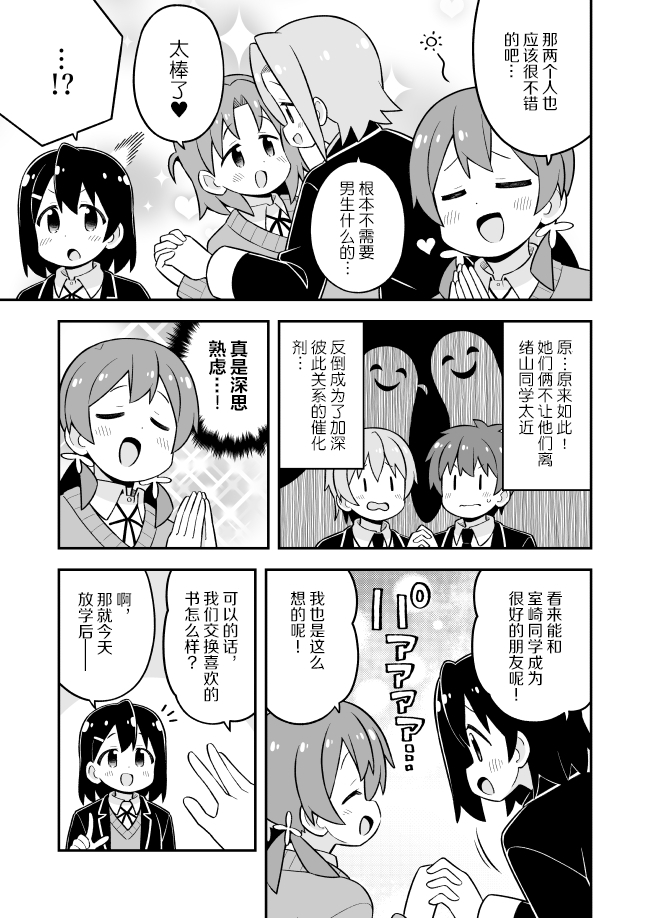 那两个人也
应该很不错
的吧…
太棒了♥
根本不需要
男生什么的…
…!?
原…原来如此！
她们俩不让他们离
绪山同学太近
反倒成为了加深
彼此关系的催化
剂…
真是深思
熟虑…！
看来能和
室崎同学成为
很好的朋友呢！
パァァァァ…
我也是这么
想的呢！
可以的话，
我们交换喜欢的
书怎么样？
啊，
那就今天
放学后——